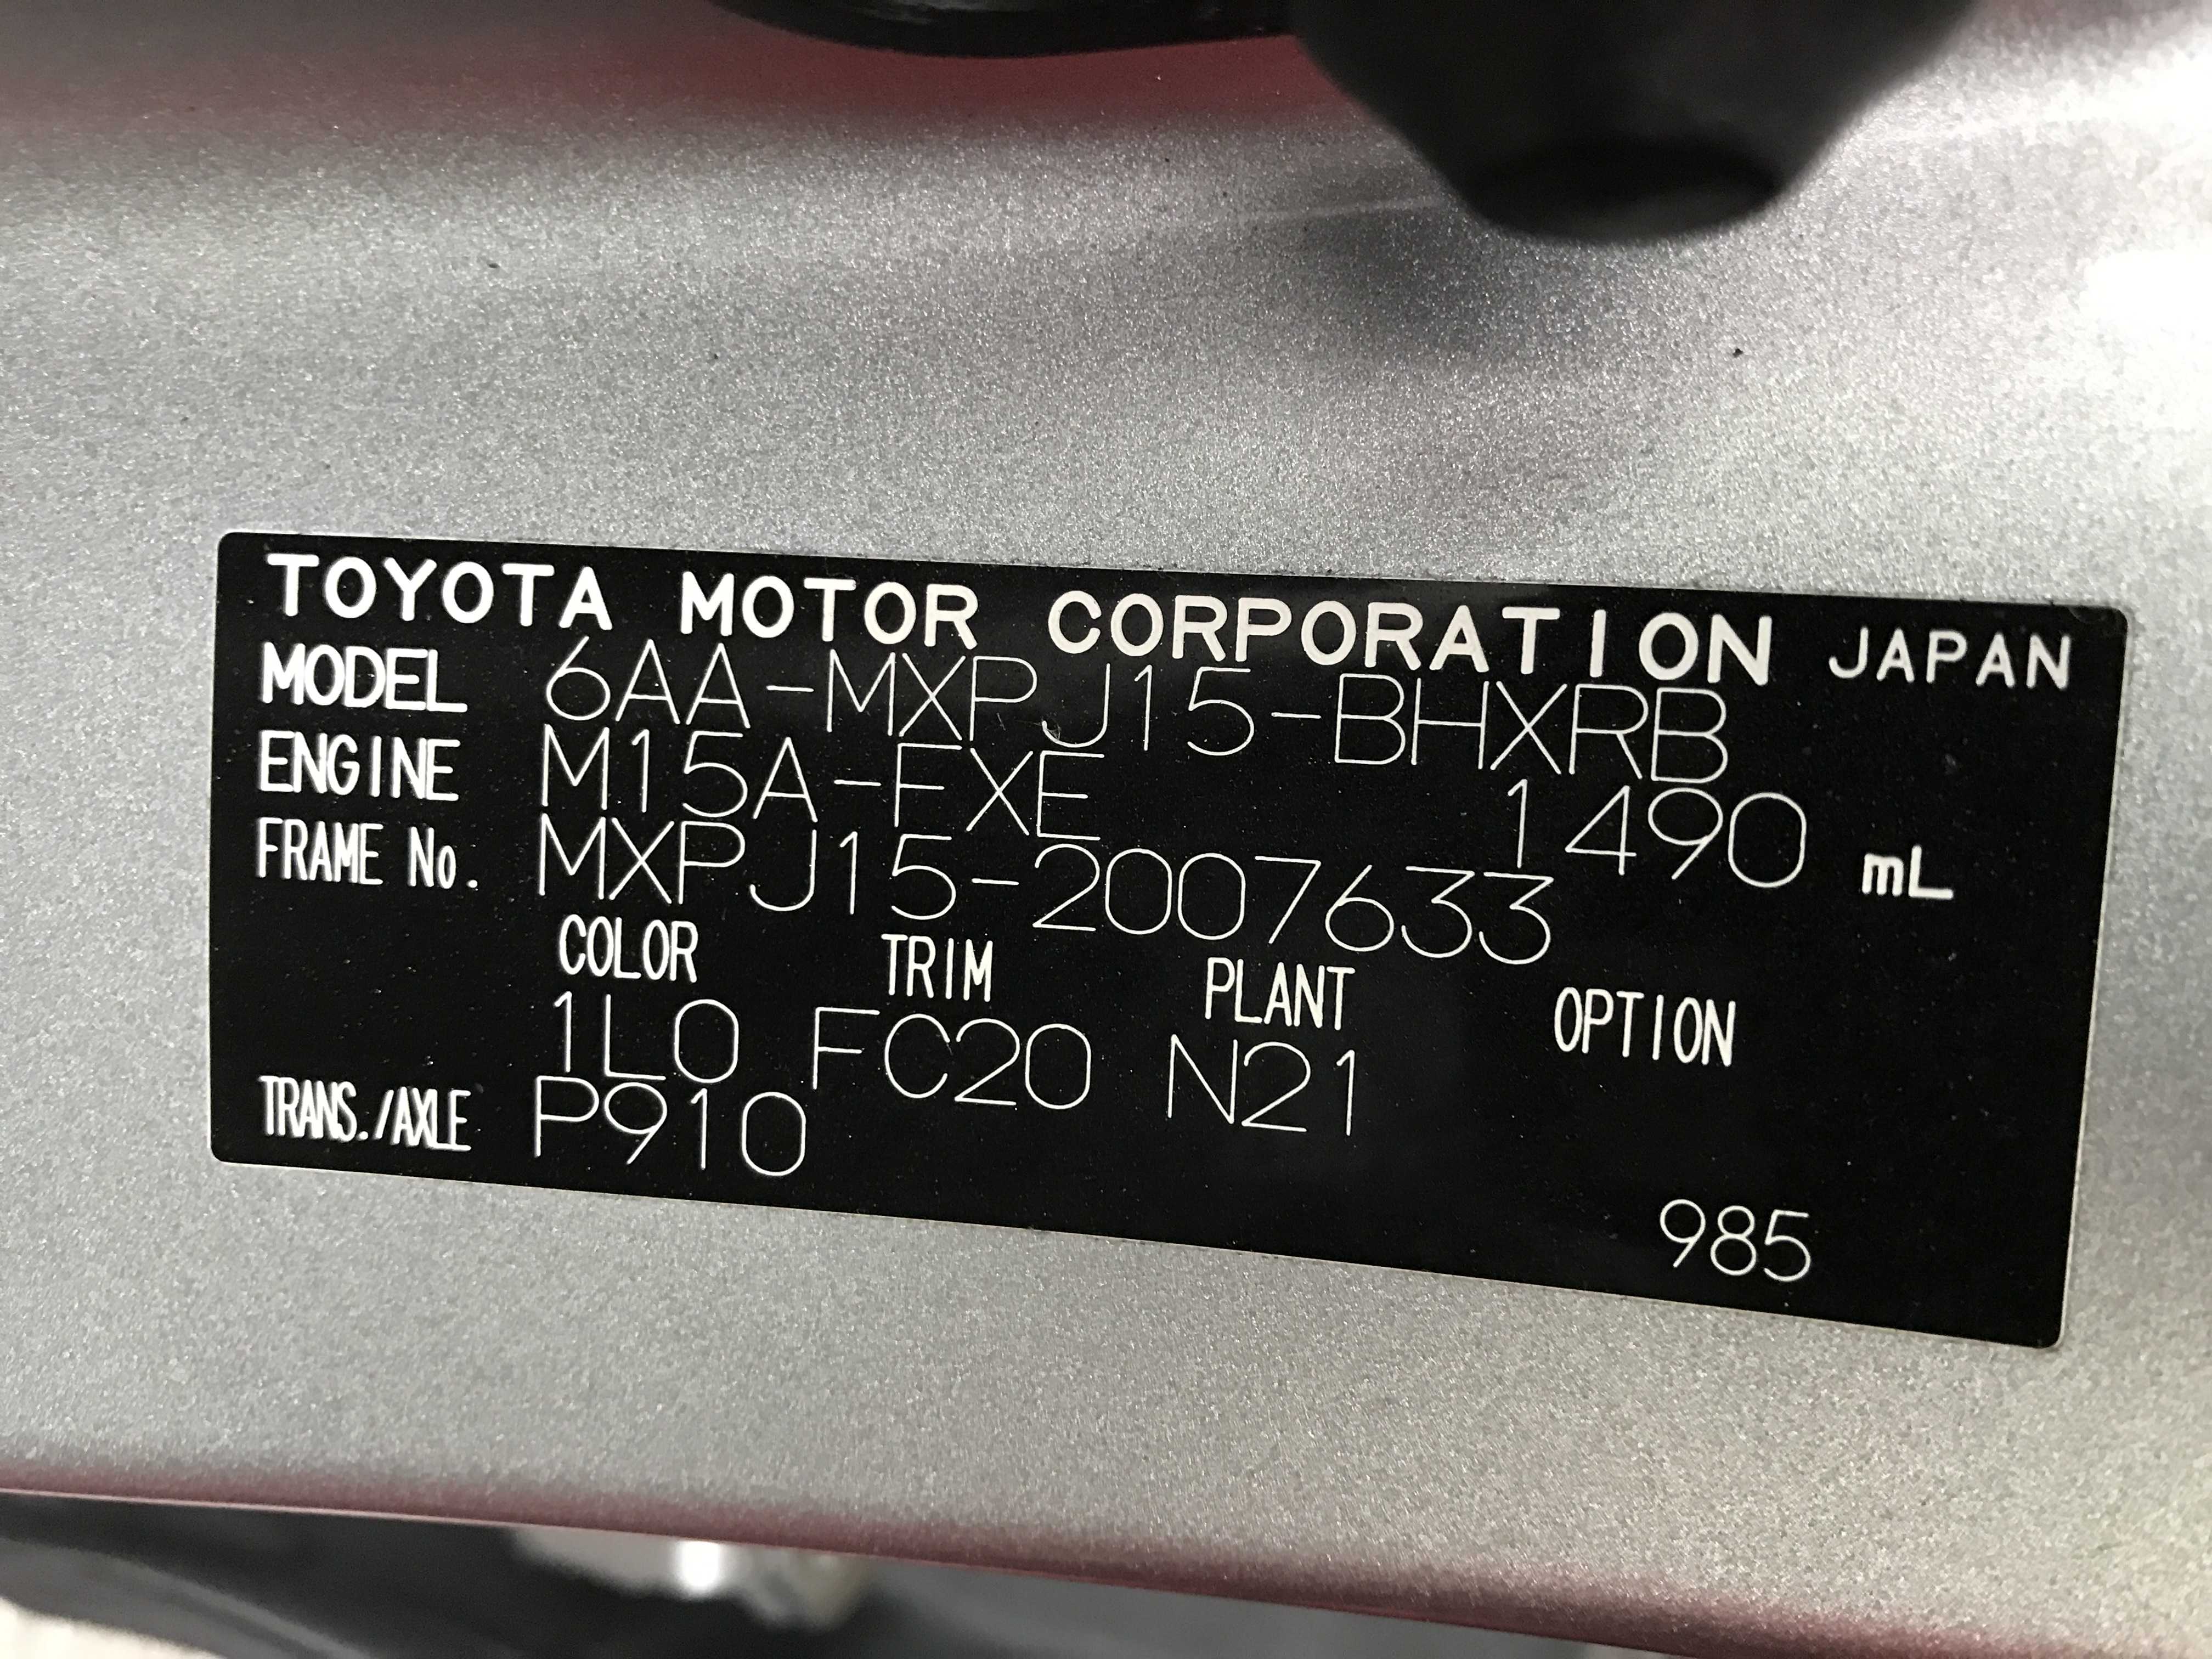 TOYOTA MOTOR CORPORATION JAPAN
MODEL 6AA-MXPJ15-BHXRB
ENGINE M15A-FXE 1490 mL
FRAME No. MXPJ15-2007633
COLOR TRIM PLANT OPTION
1L0 FC20 N21
TRANS./AXLE P910
985